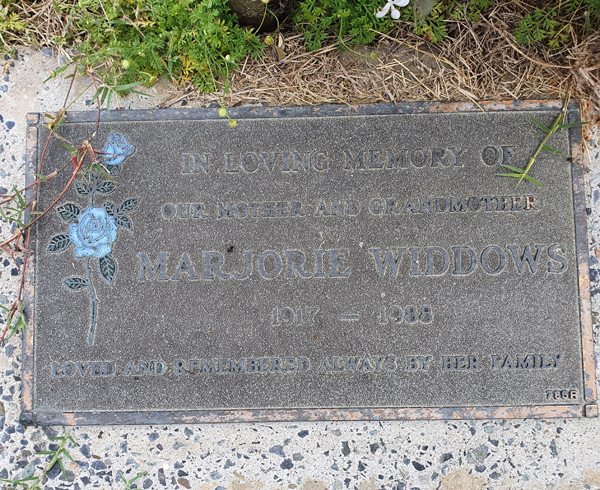 IN LOVING MEMORY OF
OUR MOTHER AND GRANDMOTHER
MARJORIE WIDDOWS
1917 — 1988
LOVED AND REMEMBERED ALWAYS BY HER FAMILY